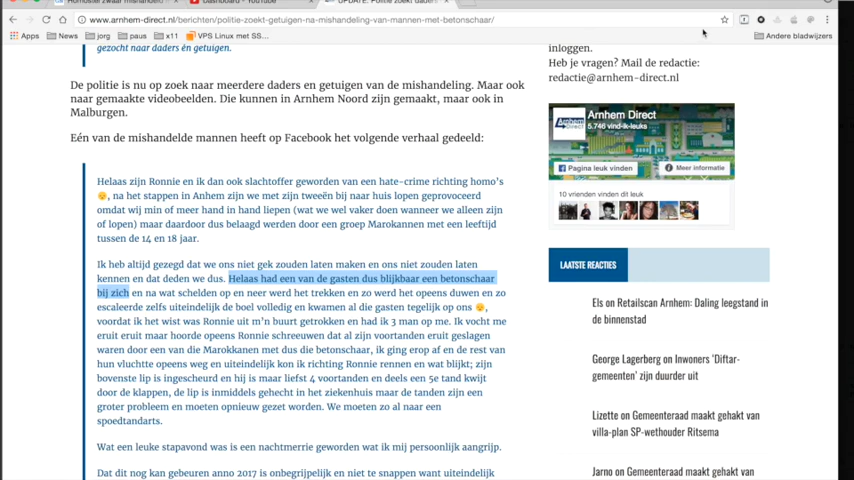 Dashboard - YouTube
www.arnhem-direct.nl/berichten/politie-zoekt-getuigen-na-mishandeling-van-mannen-met-betonschaar/
Apps News jorg paus x11 VPS Linux met SS... Andere bladwijzers
gezocht naar daders én getuigen.
De politie is nu op zoek naar meerdere daders en getuigen van de mishandeling. Maar ook
naar gemaakte videobeelden. Die kunnen in Arnhem Noord zijn gemaakt, maar ook in
Malburgen.
Eén van de mishandelde mannen heeft op Facebook het volgende verhaal gedeeld:
Helaas zijn Ronnie en ik dan ook slachtoffer geworden van een hate-crime richting homo's
, na het stappen in Anhem zijn we met zijn tweeën bij naar huis lopen geprovoceerd
omdat wij min of meer hand in hand liepen (wat we wel vaker doen wanneer we alleen zijn
of lopen) maar daardoor dus belaagd werden door een groep Marokannen met een leeftijd
tussen de 14 en 18 jaar.
Ik heb altijd gezegd dat we ons niet gek zouden laten maken en ons niet zouden laten
kennen en dat deden we dus. Helaas had een van de gasten dus blijkbaar een betonschaar
bij zich en na wat schelden op en neer werd het trekken en zo werd het opeens duwen en zo
escaleerde zelfs uiteindelijk de boel volledig en kwamen al die gasten tegelijk op ons ,
voordat ik het wist was Ronnie uit m'n buurt getrokken en had ik 3 man op me. Ik vocht me
eruit eruit maar hoorde opeens Ronnie schreeuwen dat al zijn voortanden eruit geslagen
waren door een van die Marokkanen met dus die betonschaar, ik ging erop af en de rest van
hun vluchtte opeens weg en uiteindelijk kon ik richting Ronnie rennen en wat blijkt; zijn
bovenste lip is ingescheurd en hij is maar liefst 4 voortanden en deels een 5e tand kwijt
door de klappen, de lip is inmiddels gehecht in het ziekenhuis maar de tanden zijn een
groter probleem en moeten opnieuw gezet worden. We moeten zo al naar een
spoedtandarts.
Wat een leuke stapavond was is een nachtmerrie geworden wat ik mij persoonlijk aangrijp.
Dat dit nog kan gebeuren anno 2017 is onbegrijpelijk en niet te snappen want uiteindelijk
inloggen.
Heb je vragen? Mail de redactie:
redactie@arnhem-direct.nl
Arnhem Direct
5.746 vind-ik-leuks
Pagina leuk vinden
Meer informatie
10 vrienden vinden dit leuk
LAATSTE REACTIES
Els on Retailscan Arnhem: Daling leegstand in
de binnenstad
George Lagerberg on Inwoners 'Diftar-
gemeenten' zijn duurder uit
Lizette on Gemeenteraad maakt gehakt van
villa-plan SP-wethouder Ritsema
Jarno on Gemeenteraad maakt gehakt van